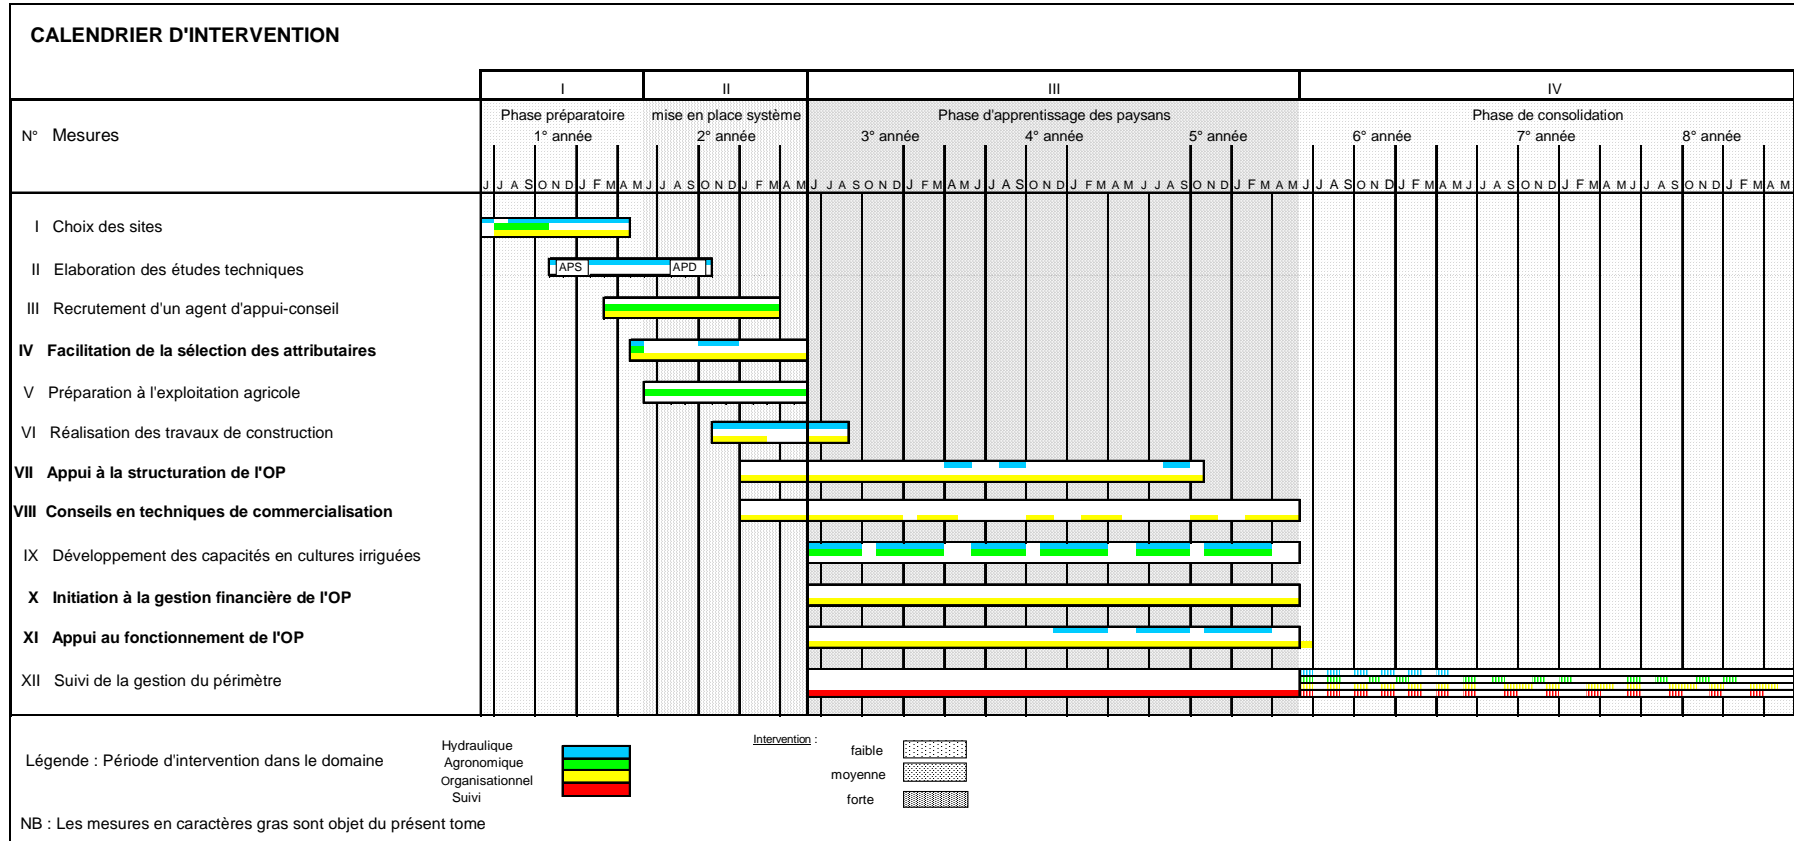 CALENDRIER D'INTERVENTION
I II III IV
Phase préparatoire mise en place système Phase d'apprentissage des paysans Phase de consolidation
N° Mesures 1° année 2° année 3° année 4° année 5° année 6° année 7° année 8° année
J J A S O N D J F M A M J J A S O N D J F M A M J J A S O N D J F M A M J J A S O N D J F M A M J J A S O N D J F M A M J J A S O N D J F M A M J J A S O N D J F M A M J J A S O N D J F M A M
I Choix des sites
II Elaboration des études techniques APS APD
III Recrutement d'un agent d'appui-conseil
IV Facilitation de la sélection des attributaires
V Préparation à l'exploitation agricole
VI Réalisation des travaux de construction
VII Appui à la structuration de l'OP
VIII Conseils en techniques de commercialisation
IX Développement des capacités en cultures irriguées
X Initiation à la gestion financière de l'OP
XI Appui au fonctionnement de l'OP
XII Suivi de la gestion du périmètre
Légende : Période d'intervention dans le domaine
Hydraulique
Agronomique
Organisationnel
Suivi
Intervention :
faible
moyenne
forte
NB : Les mesures en caractères gras sont objet du présent tome